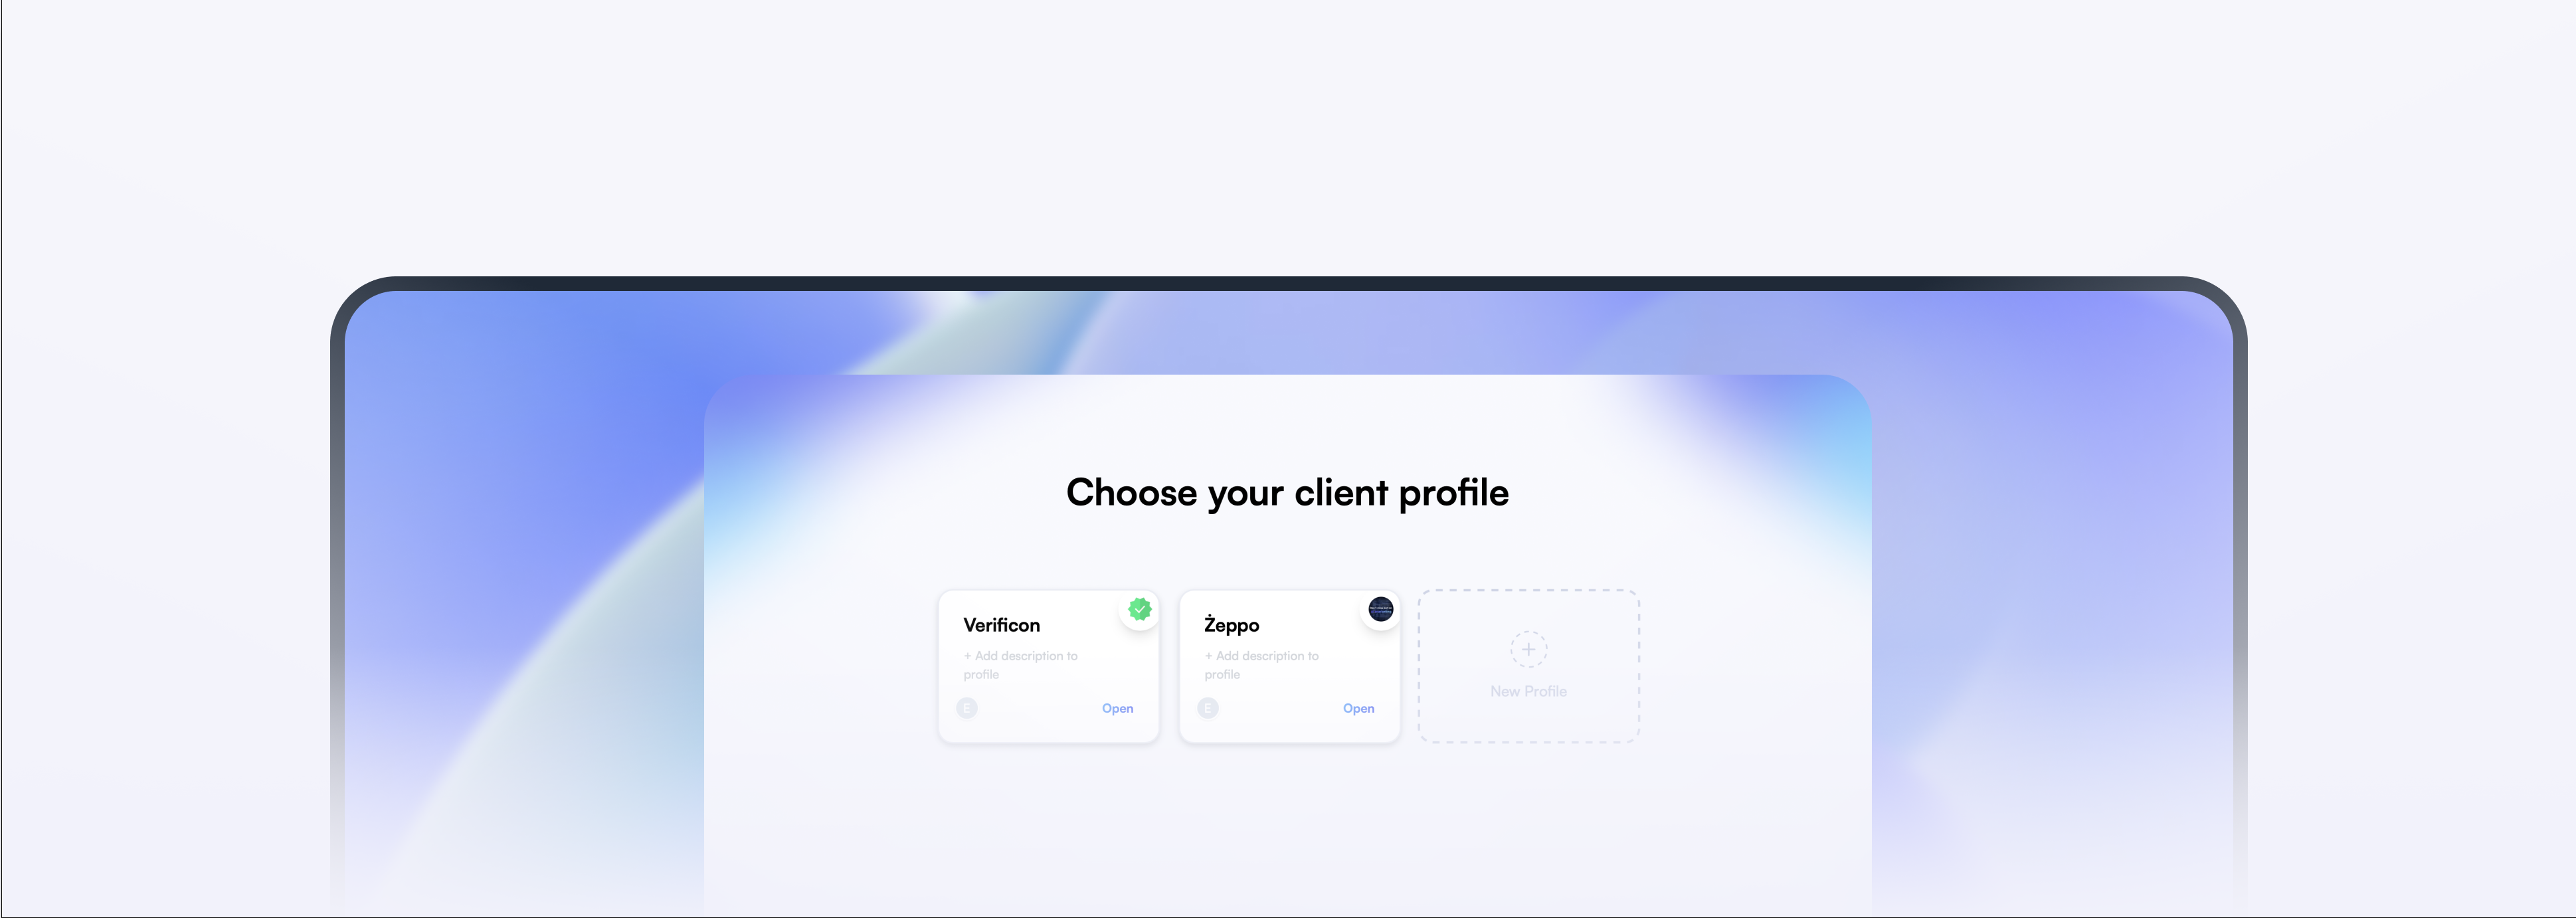 Choose your client profile
Verificon
+ Add description to
profile
E
Open
Żeppo
+ Add description to
profile
E
Open
New Profile